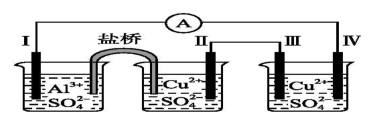 A
I 盐桥 II III IV
Al³⁺ Cu²⁺ Cu²⁺
SO₄²⁻ SO₄²⁻ SO₄²⁻